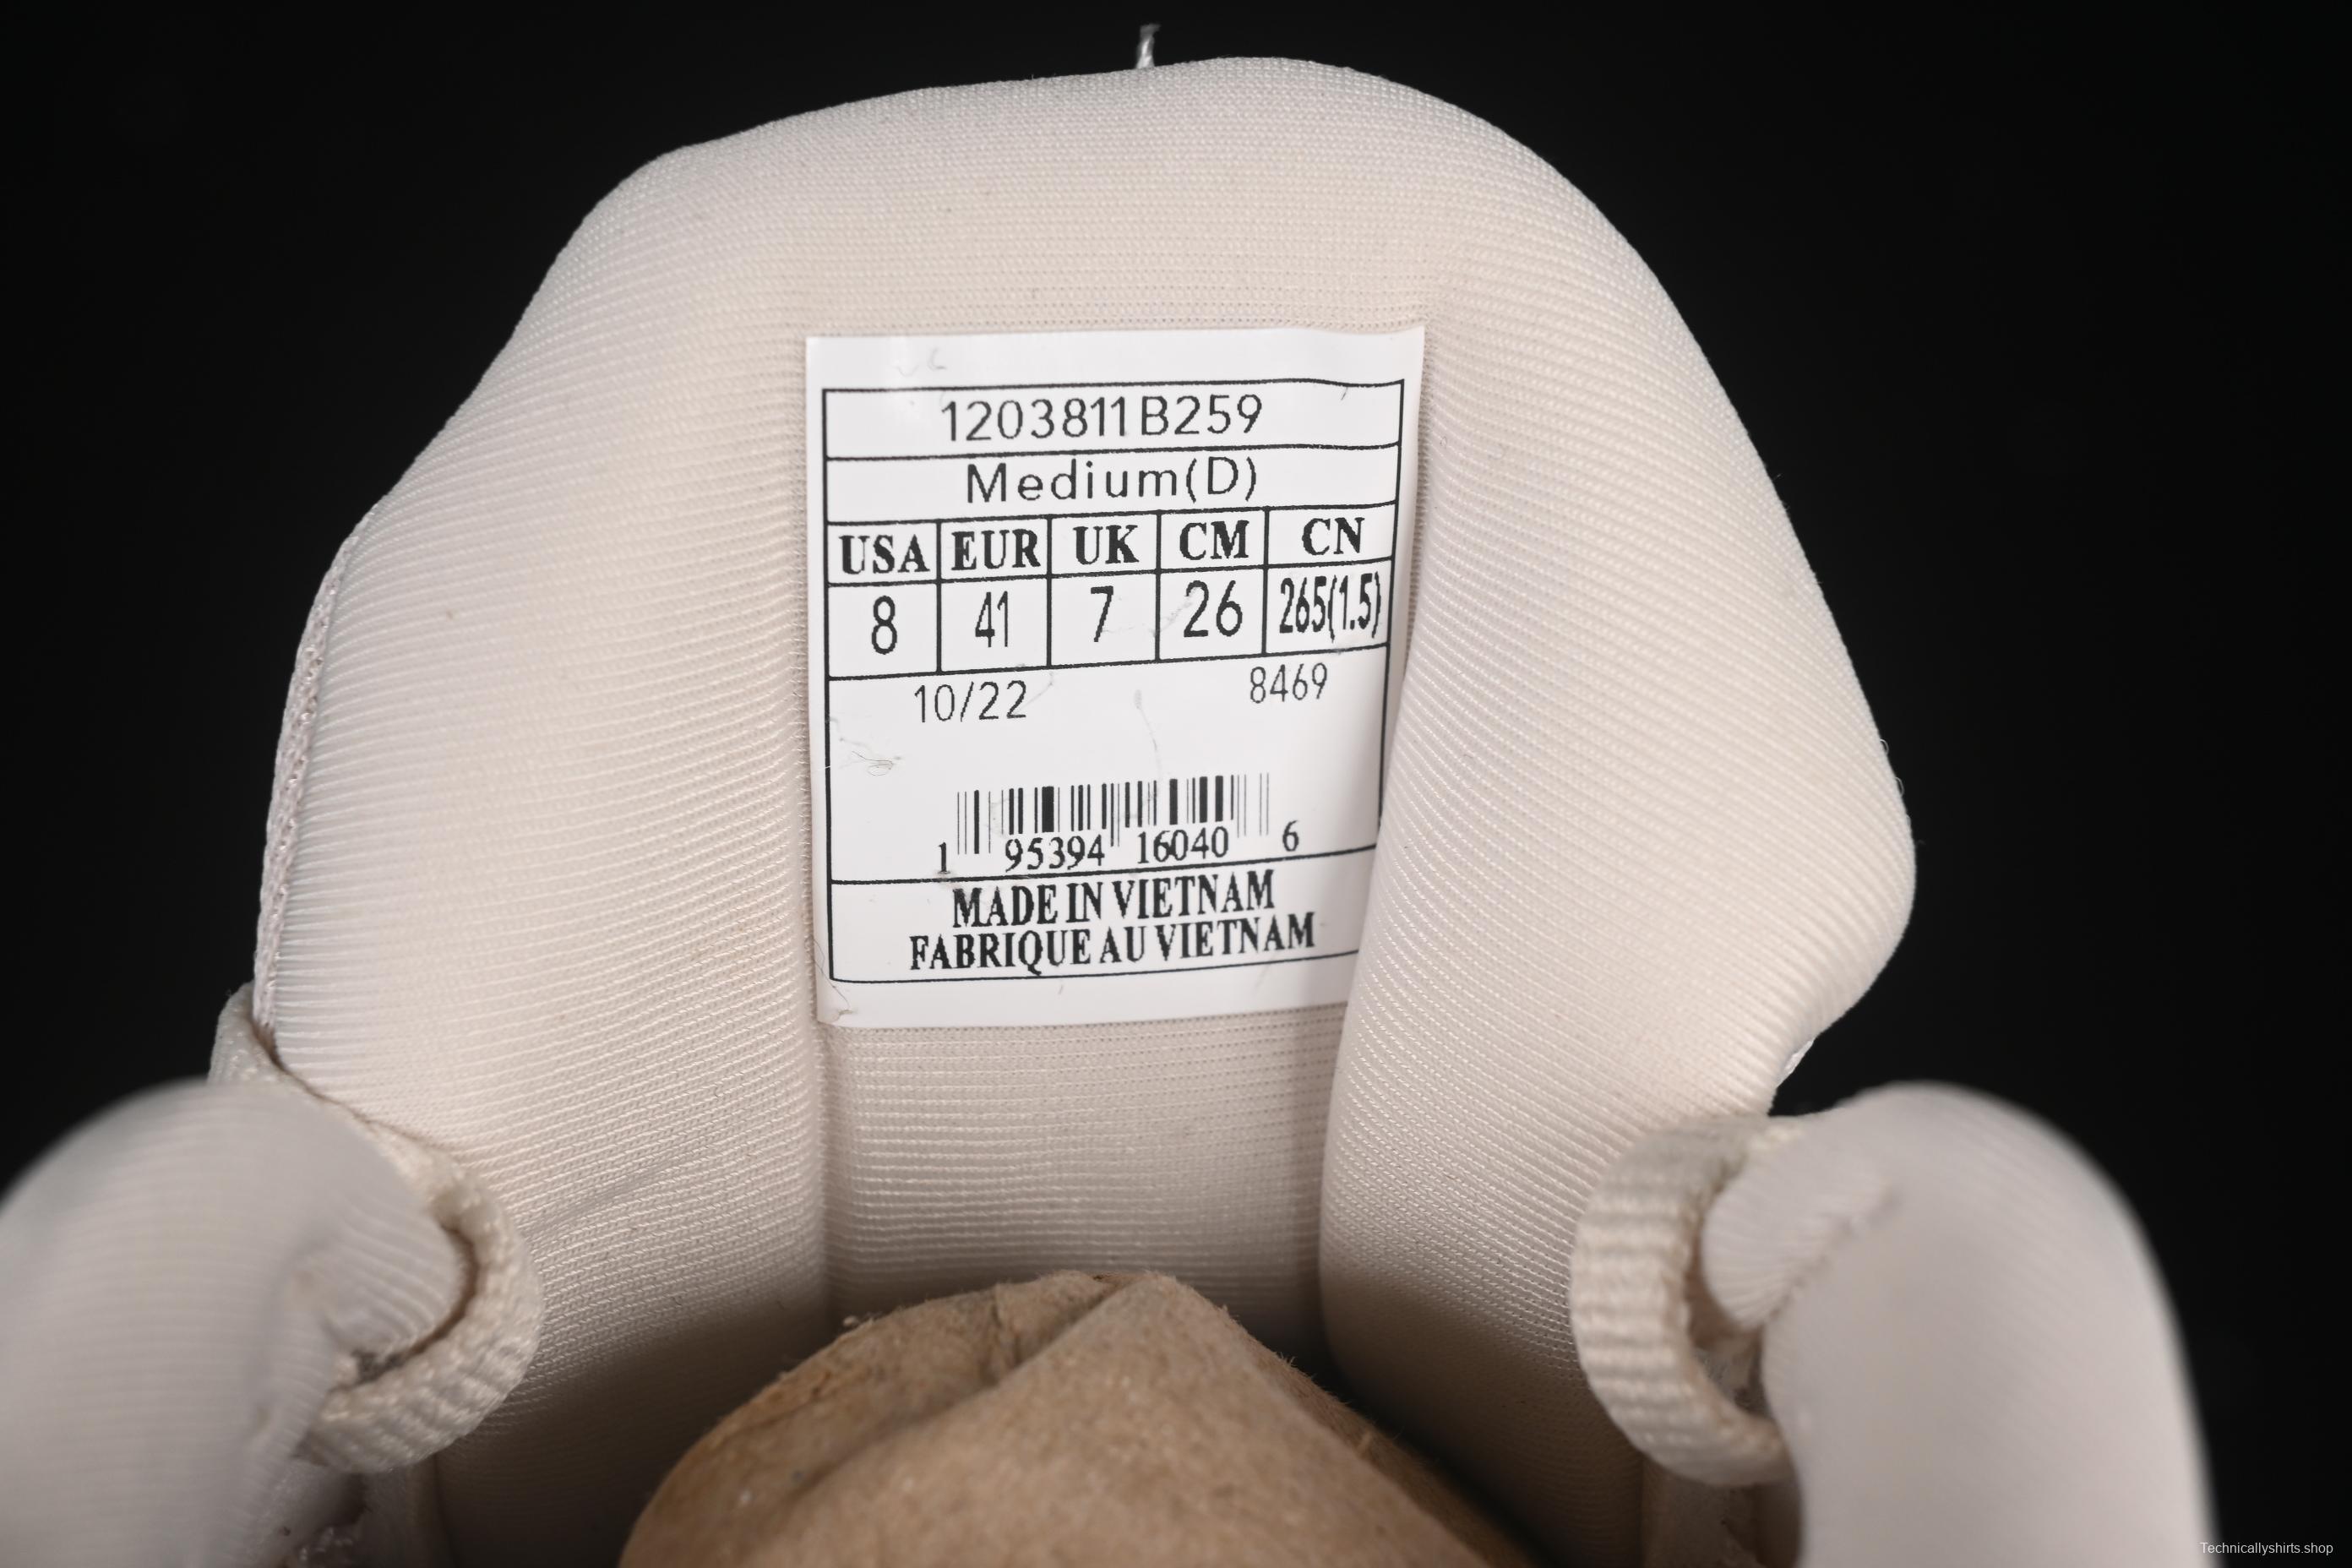 1203811B259
Medium(D)
USA EUR UK CM CN
8 41 7 26 265(1.5)
10/22 8469
1 95394 16040 6
MADE IN VIETNAM
FABRIQUE AU VIETNAM
Technicallyshirts.shop